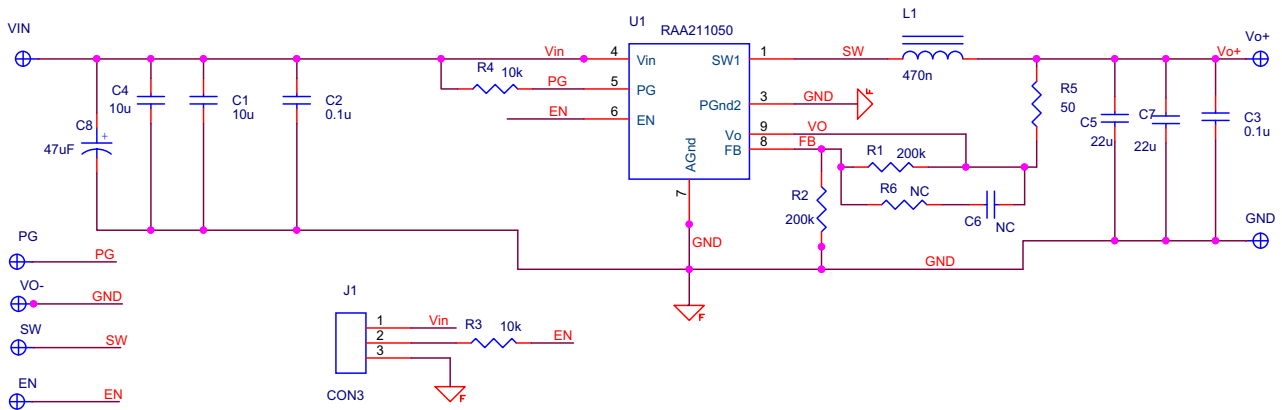 VIN
C8
47uF
+
C4
10u
C1
10u
C2
0.1u
R4
10k
Vin
PG
EN
4
5
6
U1
RAA211050
Vin
PG
EN
SW1
PGnd2
Vo
FB
AGnd
7
1
3
9
8
SW
GND
VO
FB
L1
470n
R1
200k
R6
NC
C6
NC
R2
200k
R5
50
C5
22u
C7
22u
C3
0.1u
Vo+
Vo+
GND
GND
GND
F
F
PG
PG
VO-
GND
SW
SW
EN
EN
J1
1
2
3
CON3
Vin
R3
10k
EN
F